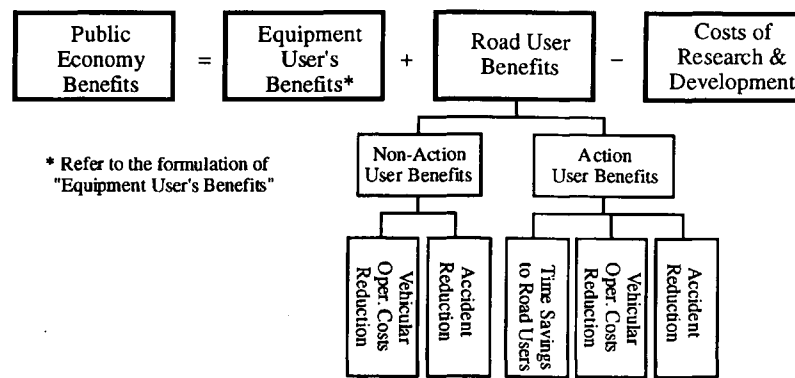 Public
Economy
Benefits
=
Equipment
User's
Benefits*
+
Road User
Benefits
−
Costs of
Research &
Development
* Refer to the formulation of
"Equipment User's Benefits"
Non-Action
User Benefits
Action
User Benefits
Vehicular
Oper. Costs
Reduction
Accident
Reduction
Time Savings
to Road Users
Vehicular
Oper. Costs
Reduction
Accident
Reduction